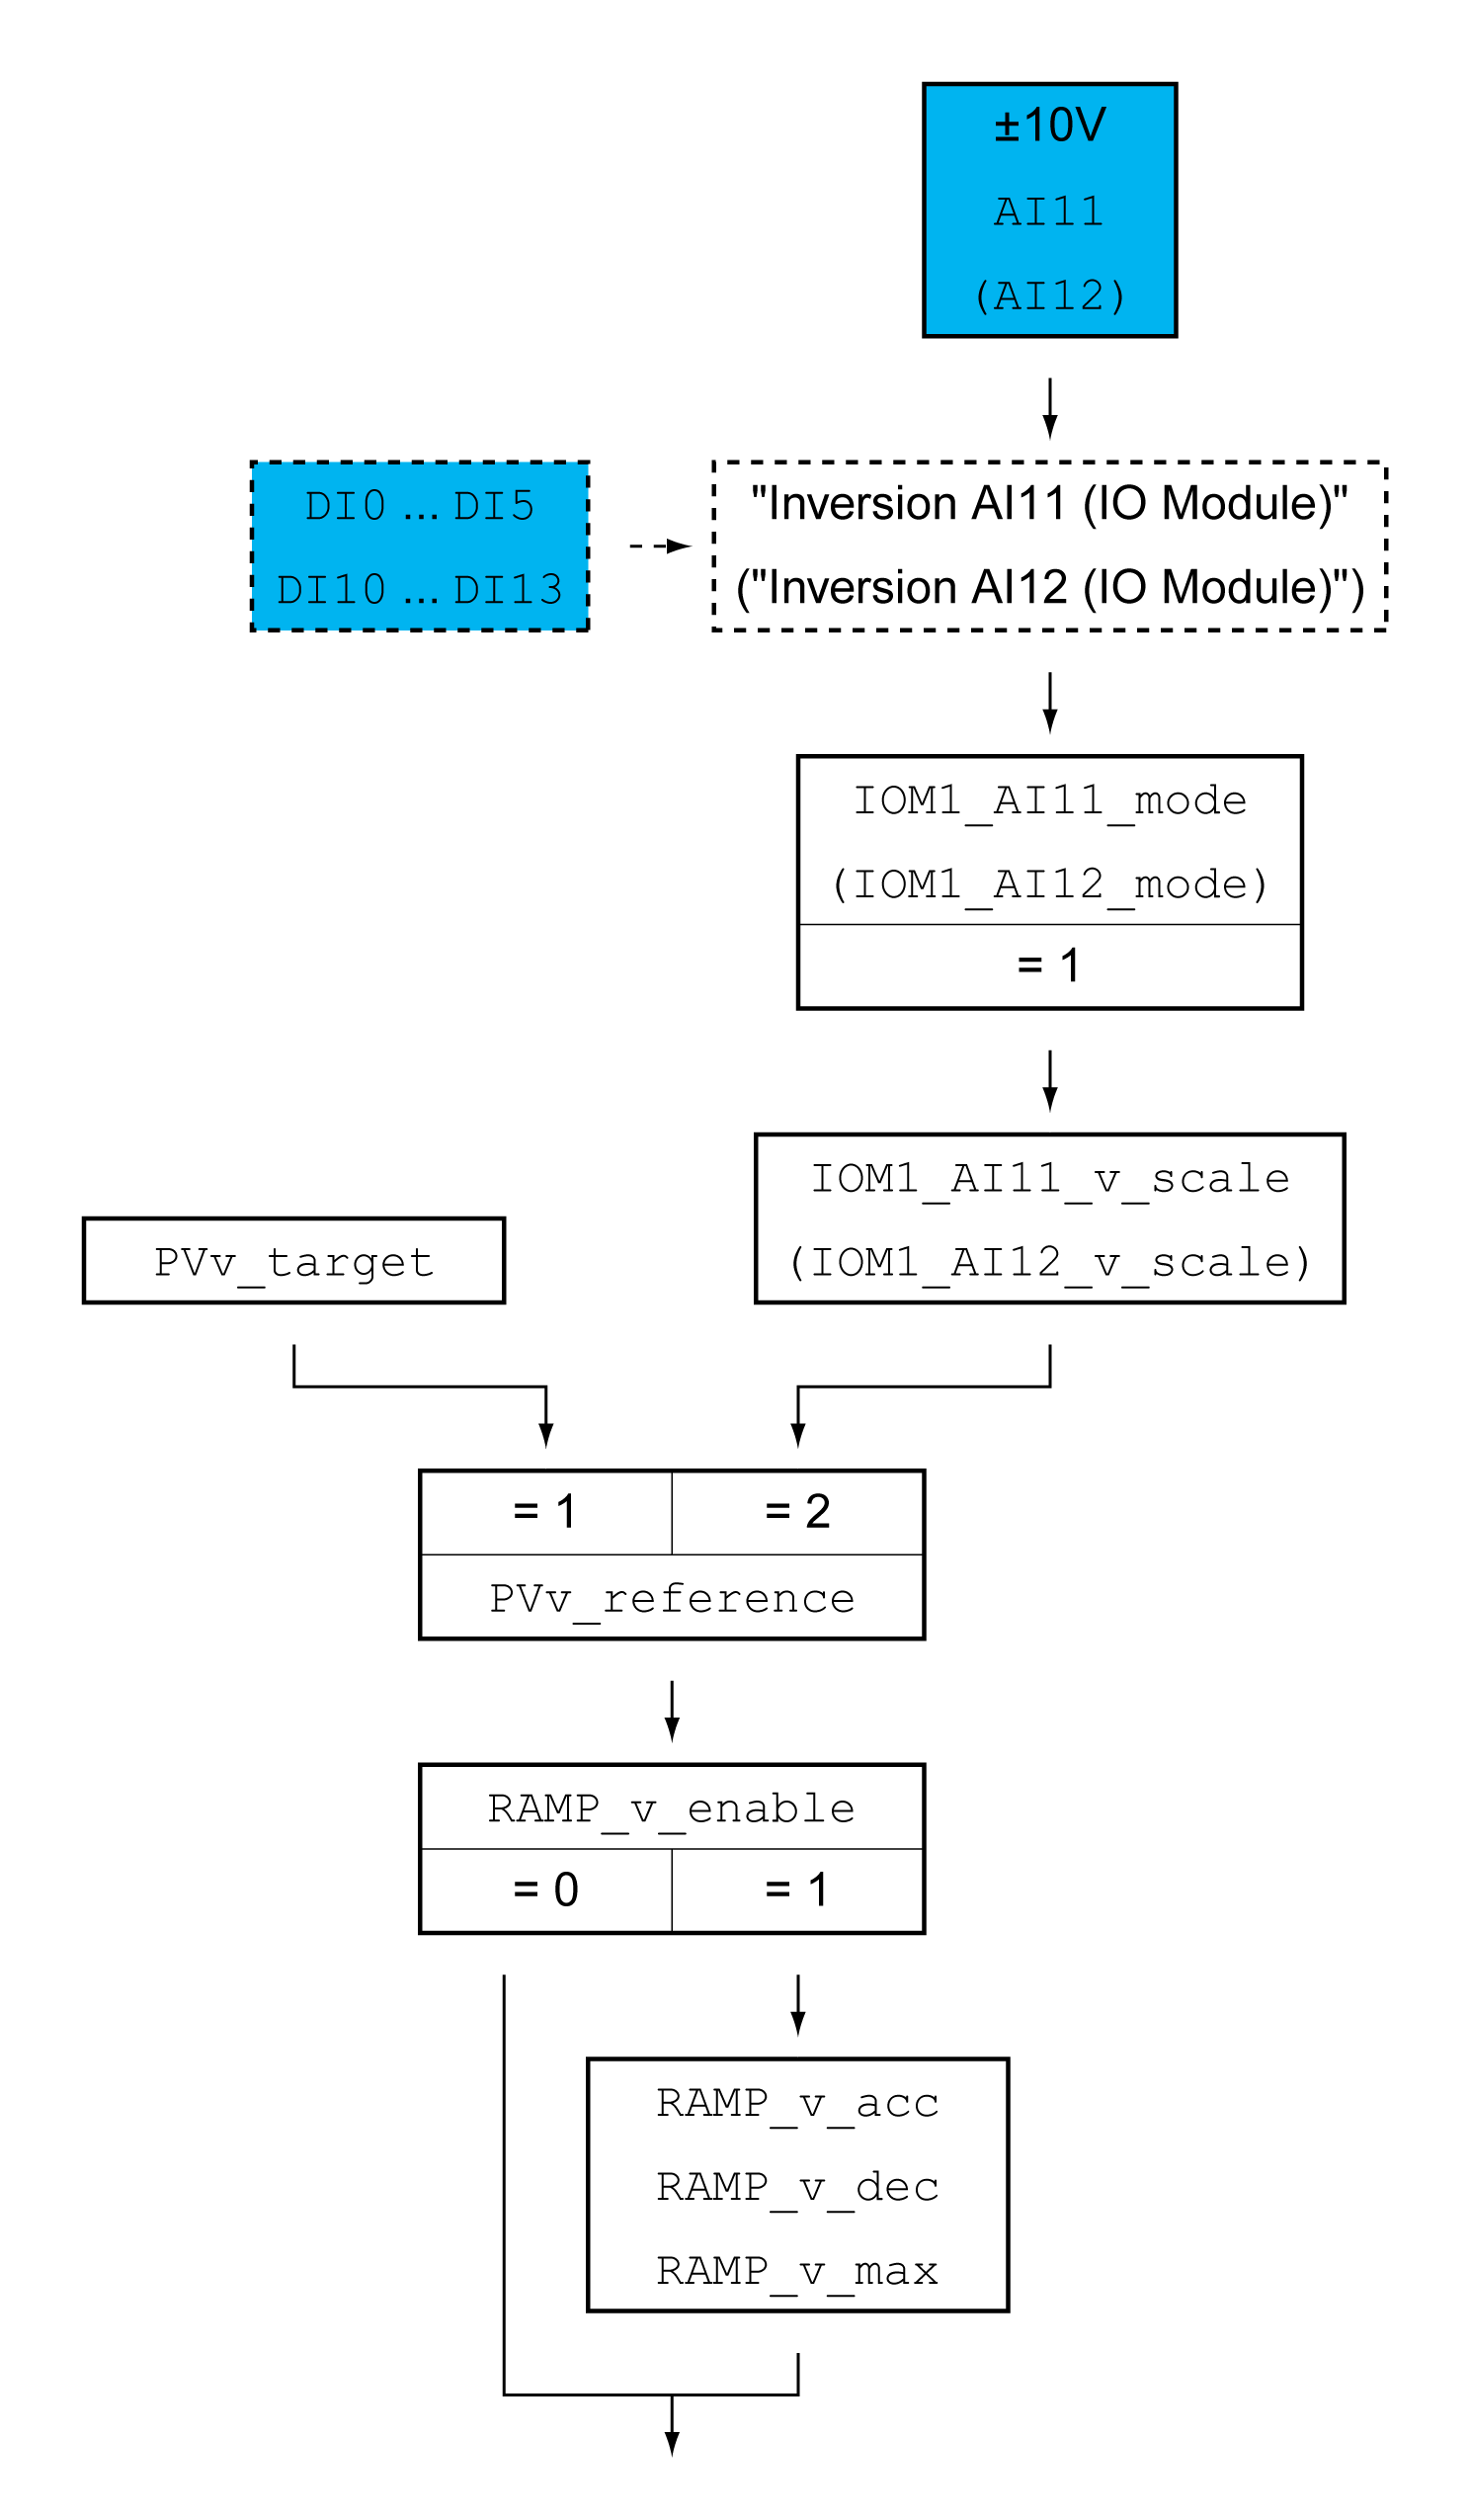 ±10V
AI11
(AI12)
DI0 ... DI5
DI10 ... DI13
"Inversion AI11 (IO Module)"
("Inversion AI12 (IO Module)")
IOM1_AI11_mode
(IOM1_AI12_mode)
= 1
IOM1_AI11_v_scale
(IOM1_AI12_v_scale)
PVv_target
= 1
= 2
PVv_reference
RAMP_v_enable
= 0
= 1
RAMP_v_acc
RAMP_v_dec
RAMP_v_max